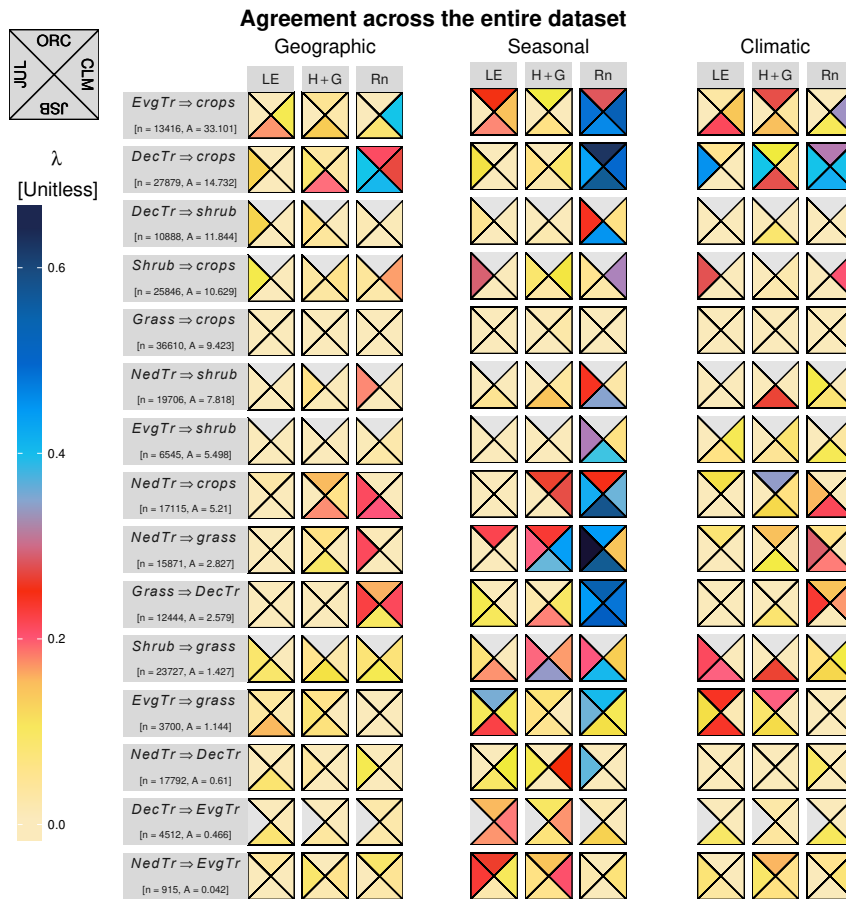 Agreement across the entire dataset
ORC
CLM
JSB
JUL
Geographic
Seasonal
Climatic
LE H + G Rn LE H + G Rn LE H + G Rn
λ
[Unitless]
0.6
0.4
0.2
0.0
EvgTr ⇒ crops
[n = 13416, A = 33.101]
DecTr ⇒ crops
[n = 27879, A = 14.732]
DecTr ⇒ shrub
[n = 10888, A = 11.844]
Shrub ⇒ crops
[n = 25846, A = 10.629]
Grass ⇒ crops
[n = 36610, A = 9.423]
NedTr ⇒ shrub
[n = 19706, A = 7.818]
EvgTr ⇒ shrub
[n = 6545, A = 5.498]
NedTr ⇒ crops
[n = 17115, A = 5.21]
NedTr ⇒ grass
[n = 15871, A = 2.827]
Grass ⇒ DecTr
[n = 12444, A = 2.579]
Shrub ⇒ grass
[n = 23727, A = 1.427]
EvgTr ⇒ grass
[n = 3700, A = 1.144]
NedTr ⇒ DecTr
[n = 17792, A = 0.61]
DecTr ⇒ EvgTr
[n = 4512, A = 0.466]
NedTr ⇒ EvgTr
[n = 915, A = 0.042]